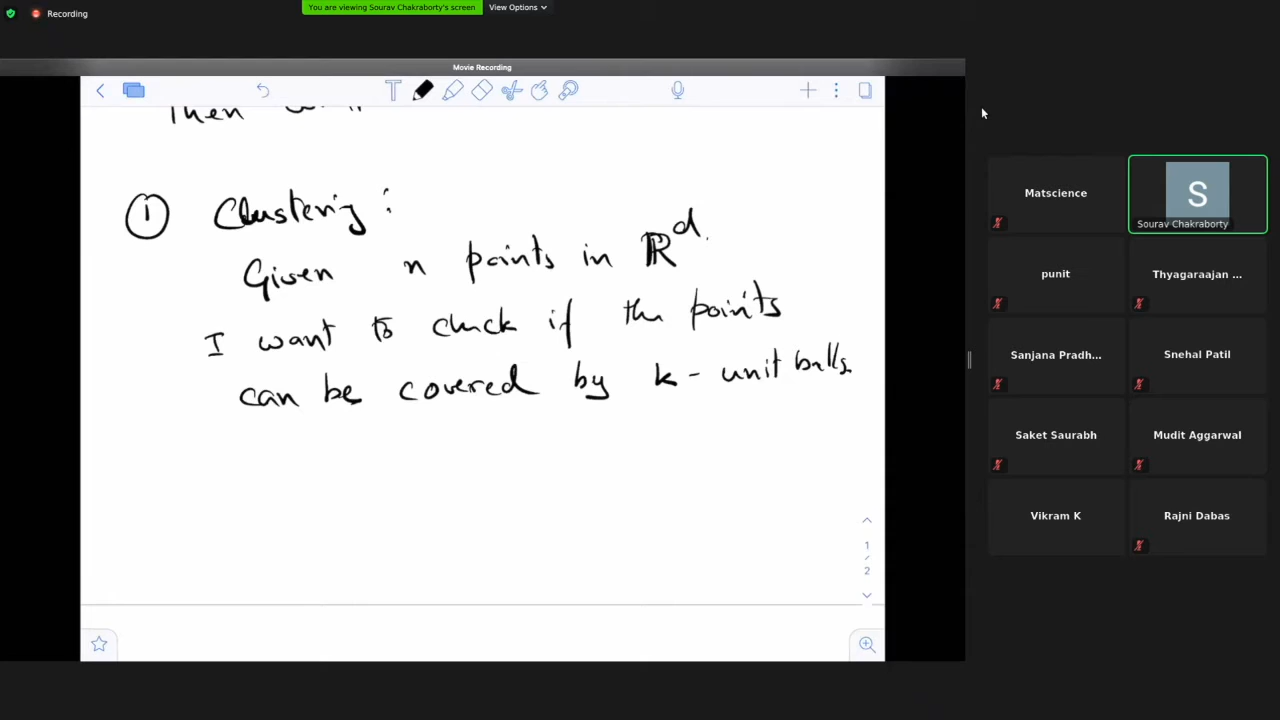 Recording
You are viewing Sourav Chakraborty's screen
View Options
Movie Recording
Then
① Clustering:
Given n points in ℝᵈ.
I want to check if the points
can be covered by k-unit balls
1
/
2
Matscience
S
Sourav Chakraborty
punit
Thyagaraajan ...
Sanjana Pradh...
Snehal Patil
Saket Saurabh
Mudit Aggarwal
Vikram K
Rajni Dabas